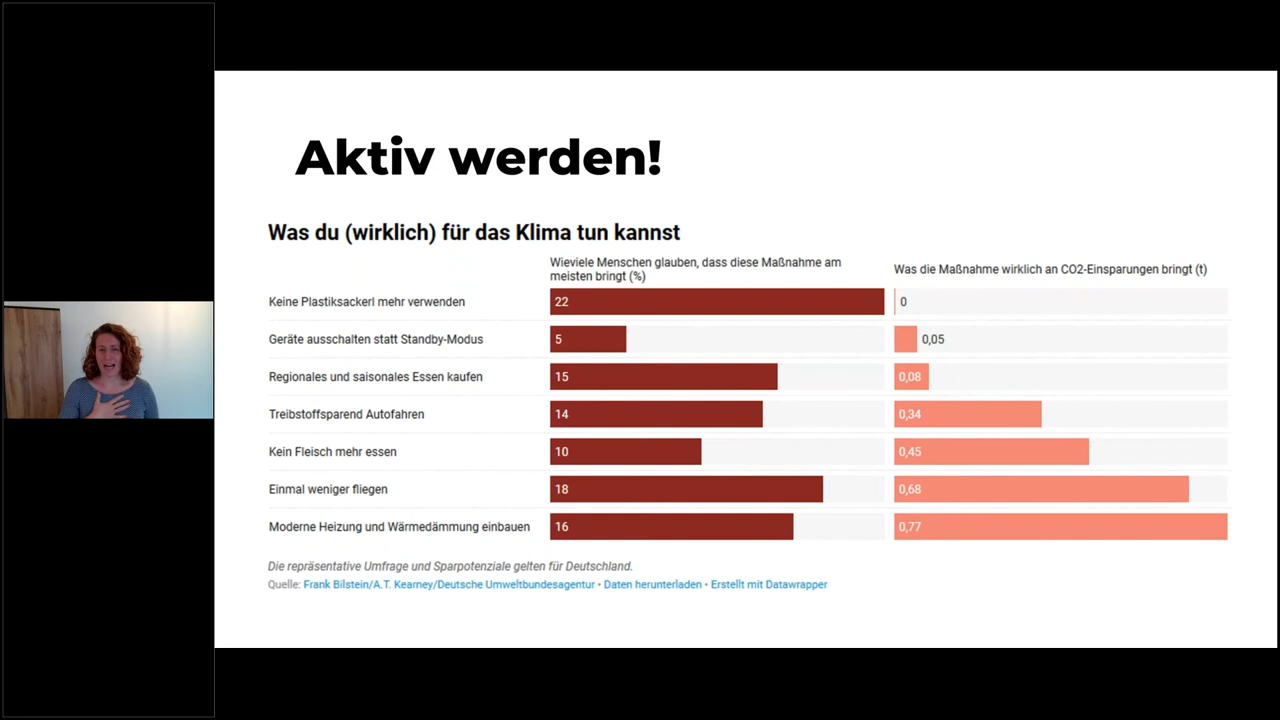 Aktiv werden!
Was du (wirklich) für das Klima tun kannst
Wieviele Menschen glauben, dass diese Maßnahme am
meisten bringt (%)
Was die Maßnahme wirklich an CO2-Einsparungen bringt (t)
Keine Plastiksackerl mehr verwenden 22 0
Geräte ausschalten statt Standby-Modus 5 0,05
Regionales und saisonales Essen kaufen 15 0,08
Treibstoffsparend Autofahren 14 0,34
Kein Fleisch mehr essen 10 0,45
Einmal weniger fliegen 18 0,68
Moderne Heizung und Wärmedämmung einbauen 16 0,77
Die repräsentative Umfrage und Sparpotenziale gelten für Deutschland.
Quelle: Frank Bilstein/A.T. Kearney/Deutsche Umweltbundesagentur • Daten herunterladen • Erstellt mit Datawrapper